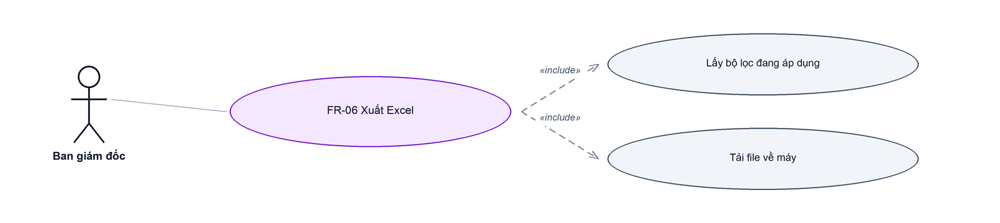 Ban giám đốc
FR-06 Xuất Excel
«include»
«include»
Lấy bộ lọc đang áp dụng
Tải file về máy